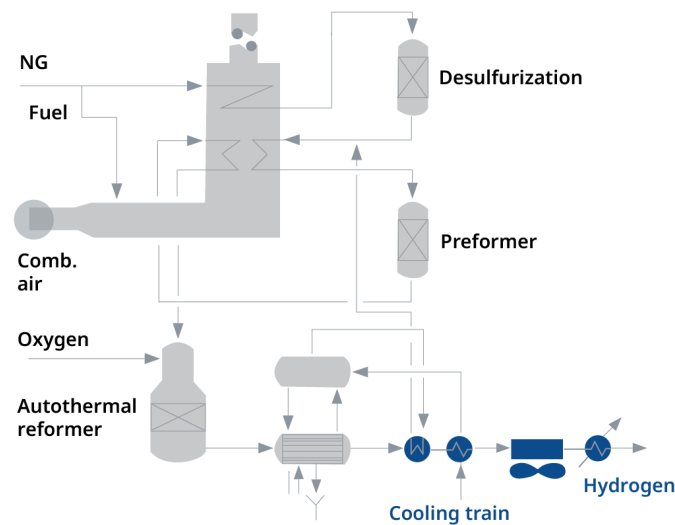 NG
Desulfurization
Fuel
Preformer
Comb.
air
Oxygen
Autothermal
reformer
Hydrogen
Cooling train